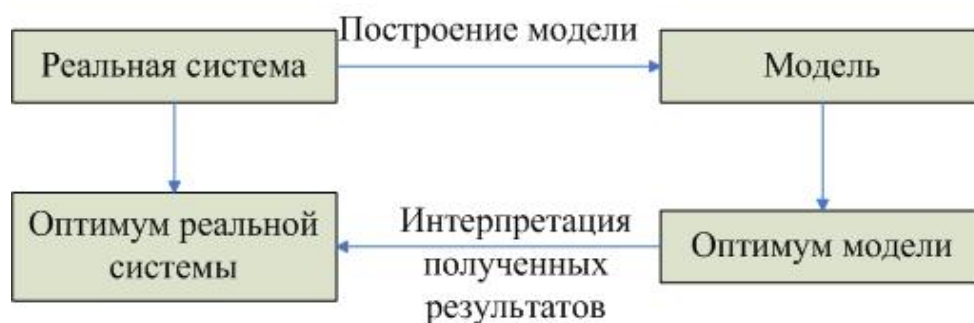 Построение модели
Реальная система
Модель
Оптимум реальной
системы
Интерпретация
полученных
результатов
Оптимум модели